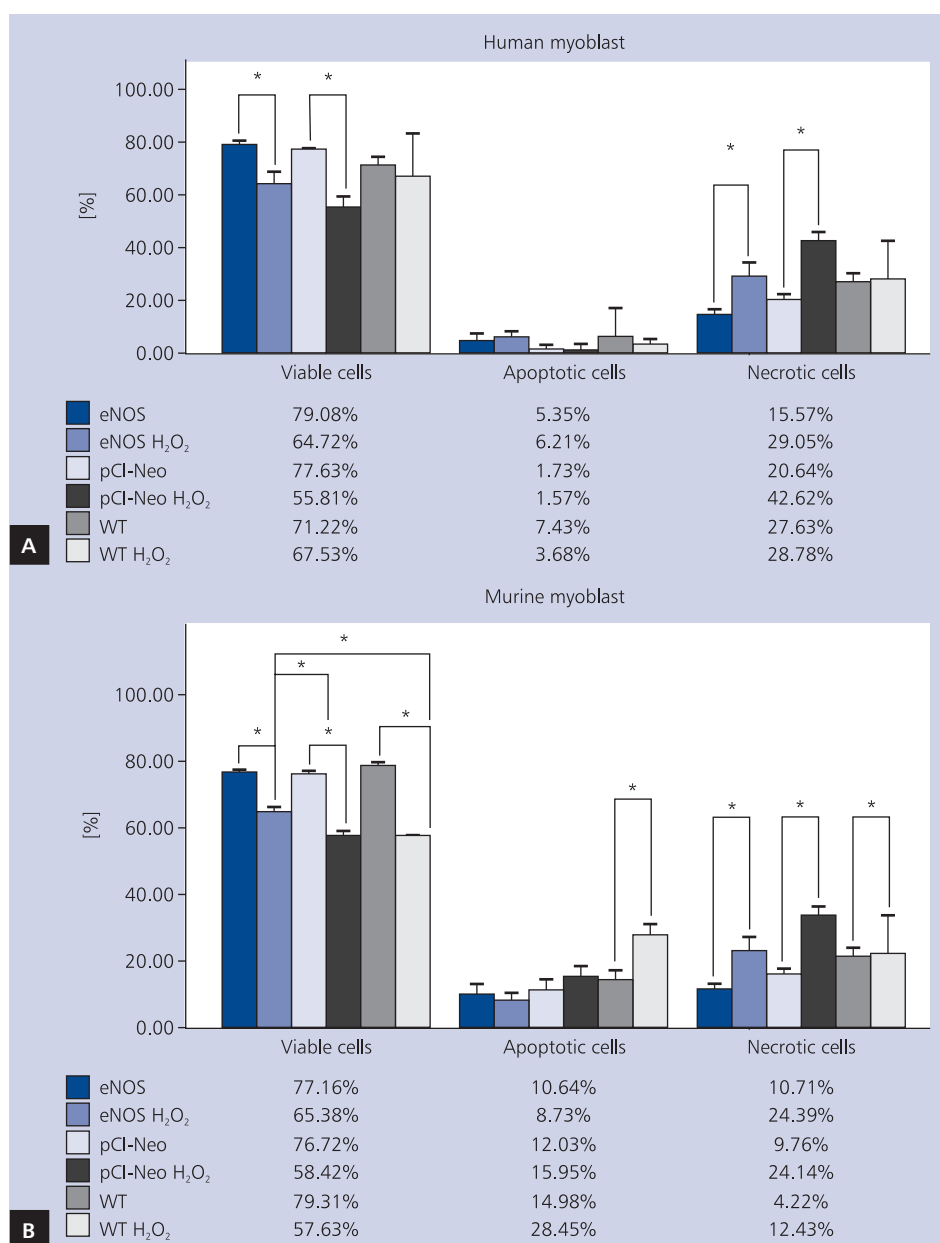 Human myoblast
*
*
*
*
100.00
80.00
60.00
40.00
20.00
0.00
[%]
Viable cells Apoptotic cells Necrotic cells
eNOS 79.08% 5.35% 15.57%
eNOS H₂O₂ 64.72% 6.21% 29.05%
pCI-Neo 77.63% 1.73% 20.64%
pCI-Neo H₂O₂ 55.81% 1.57% 42.62%
WT 71.22% 7.43% 27.63%
WT H₂O₂ 67.53% 3.68% 28.78%
A
Murine myoblast
*
*
*
*
*
*
*
*
*
100.00
80.00
60.00
40.00
20.00
0.00
[%]
Viable cells Apoptotic cells Necrotic cells
eNOS 77.16% 10.64% 10.71%
eNOS H₂O₂ 65.38% 8.73% 24.39%
pCI-Neo 76.72% 12.03% 9.76%
pCI-Neo H₂O₂ 58.42% 15.95% 24.14%
WT 79.31% 14.98% 4.22%
WT H₂O₂ 57.63% 28.45% 12.43%
B